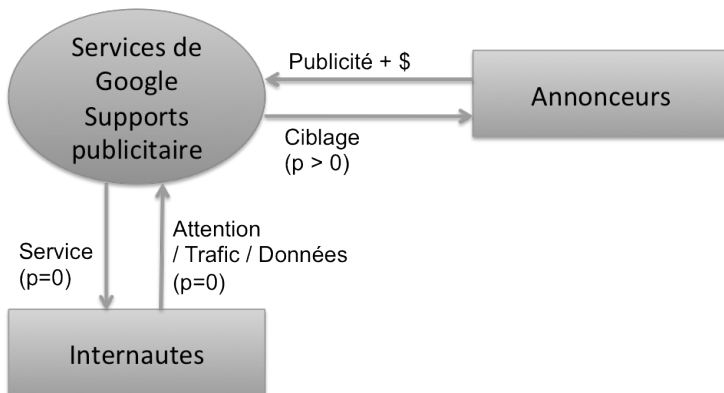 Services de
Google
Supports
publicitaire
Publicité + $
Annonceurs
Ciblage
(p > 0)
Service
(p=0)
Attention
/ Trafic / Données
(p=0)
Internautes